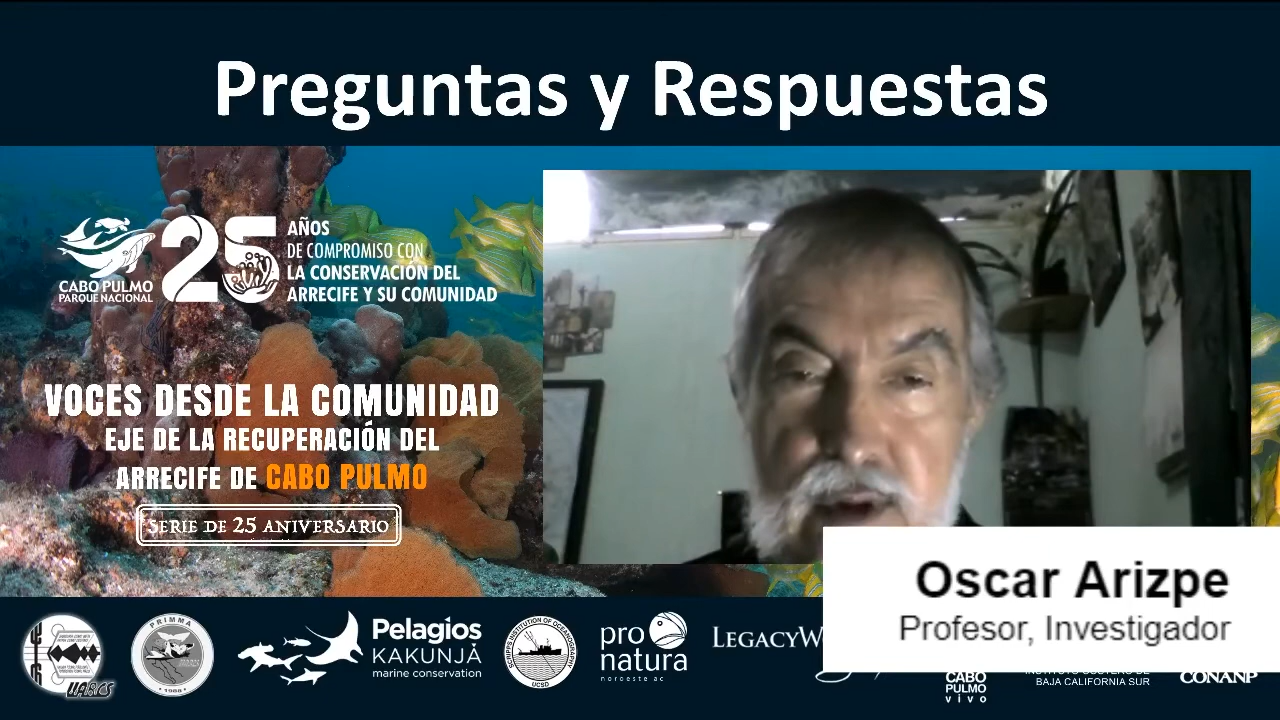 Preguntas y Respuestas
CABO PULMO
PARQUE NACIONAL
25
AÑOS
DE COMPROMISO CON
LA CONSERVACIÓN DEL
ARRECIFE Y SU COMUNIDAD
VOCES DESDE LA COMUNIDAD
EJE DE LA RECUPERACIÓN DEL
ARRECIFE DE CABO PULMO
SERIE DE 25 ANIVERSARIO
Oscar Arizpe
Profesor, Investigador
UABCS
PRIMMA
1988
Pelagios
KAKUNJÁ
marine conservation
SCRIPPS INSTITUTION OF OCEANOGRAPHY
UCSD
pro
natura
noroeste ac
LEGACYW
CABO
PULMO
vivo
BAJA CALIFORNIA SUR
CONANP